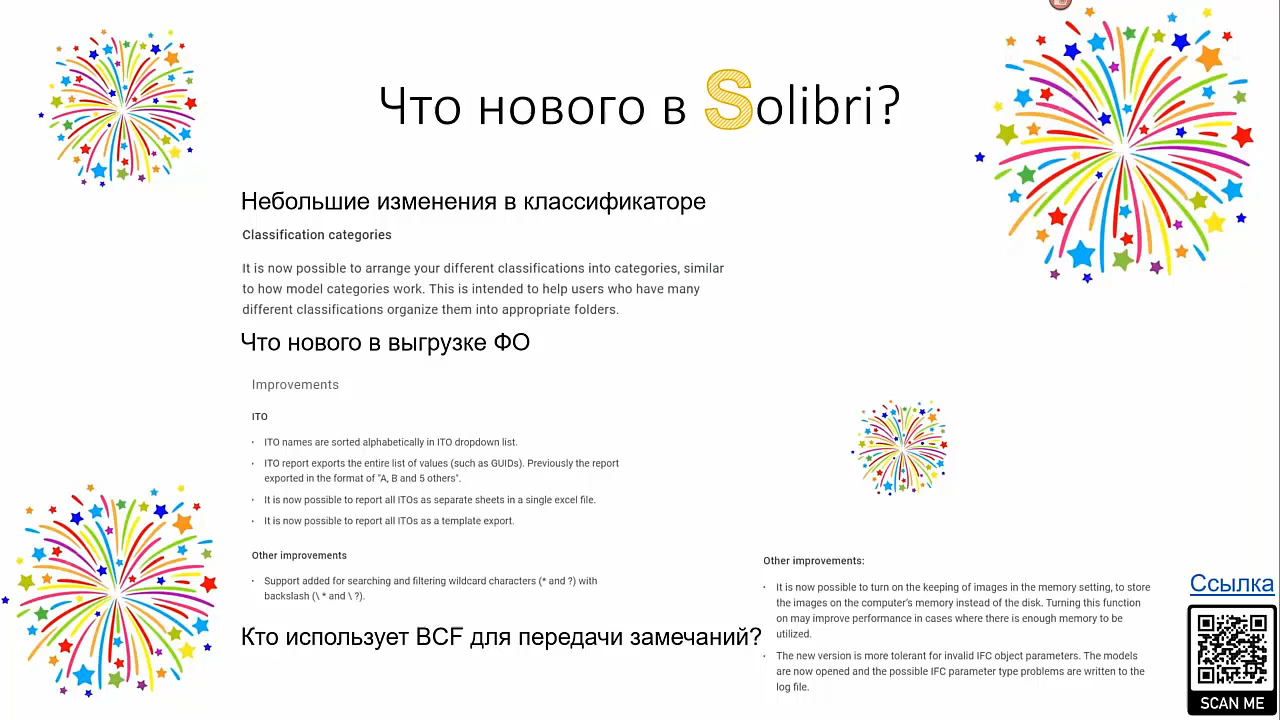 Что нового в Solibri?
Небольшие изменения в классификаторе
Classification categories
It is now possible to arrange your different classifications into categories, similar
to how model categories work. This is intended to help users who have many
different classifications organize them into appropriate folders.
Что нового в выгрузке ФО
Improvements
ITO
· ITO names are sorted alphabetically in ITO dropdown list.
· ITO report exports the entire list of values (such as GUIDs). Previously the report
exported in the format of "A, B and 5 others".
· It is now possible to report all ITOs as separate sheets in a single excel file.
· It is now possible to report all ITOs as a template export.
Other improvements
· Support added for searching and filtering wildcard characters (* and ?) with
backslash (\ * and \ ?).
Кто использует BCF для передачи замечаний?
Other improvements:
· It is now possible to turn on the keeping of images in the memory setting, to store
the images on the computer's memory instead of the disk. Turning this function
on may improve performance in cases where there is enough memory to be
utilized.
· The new version is more tolerant for invalid IFC object parameters. The models
are now opened and the possible IFC parameter type problems are written to the
log file.
Ссылка
SCAN ME